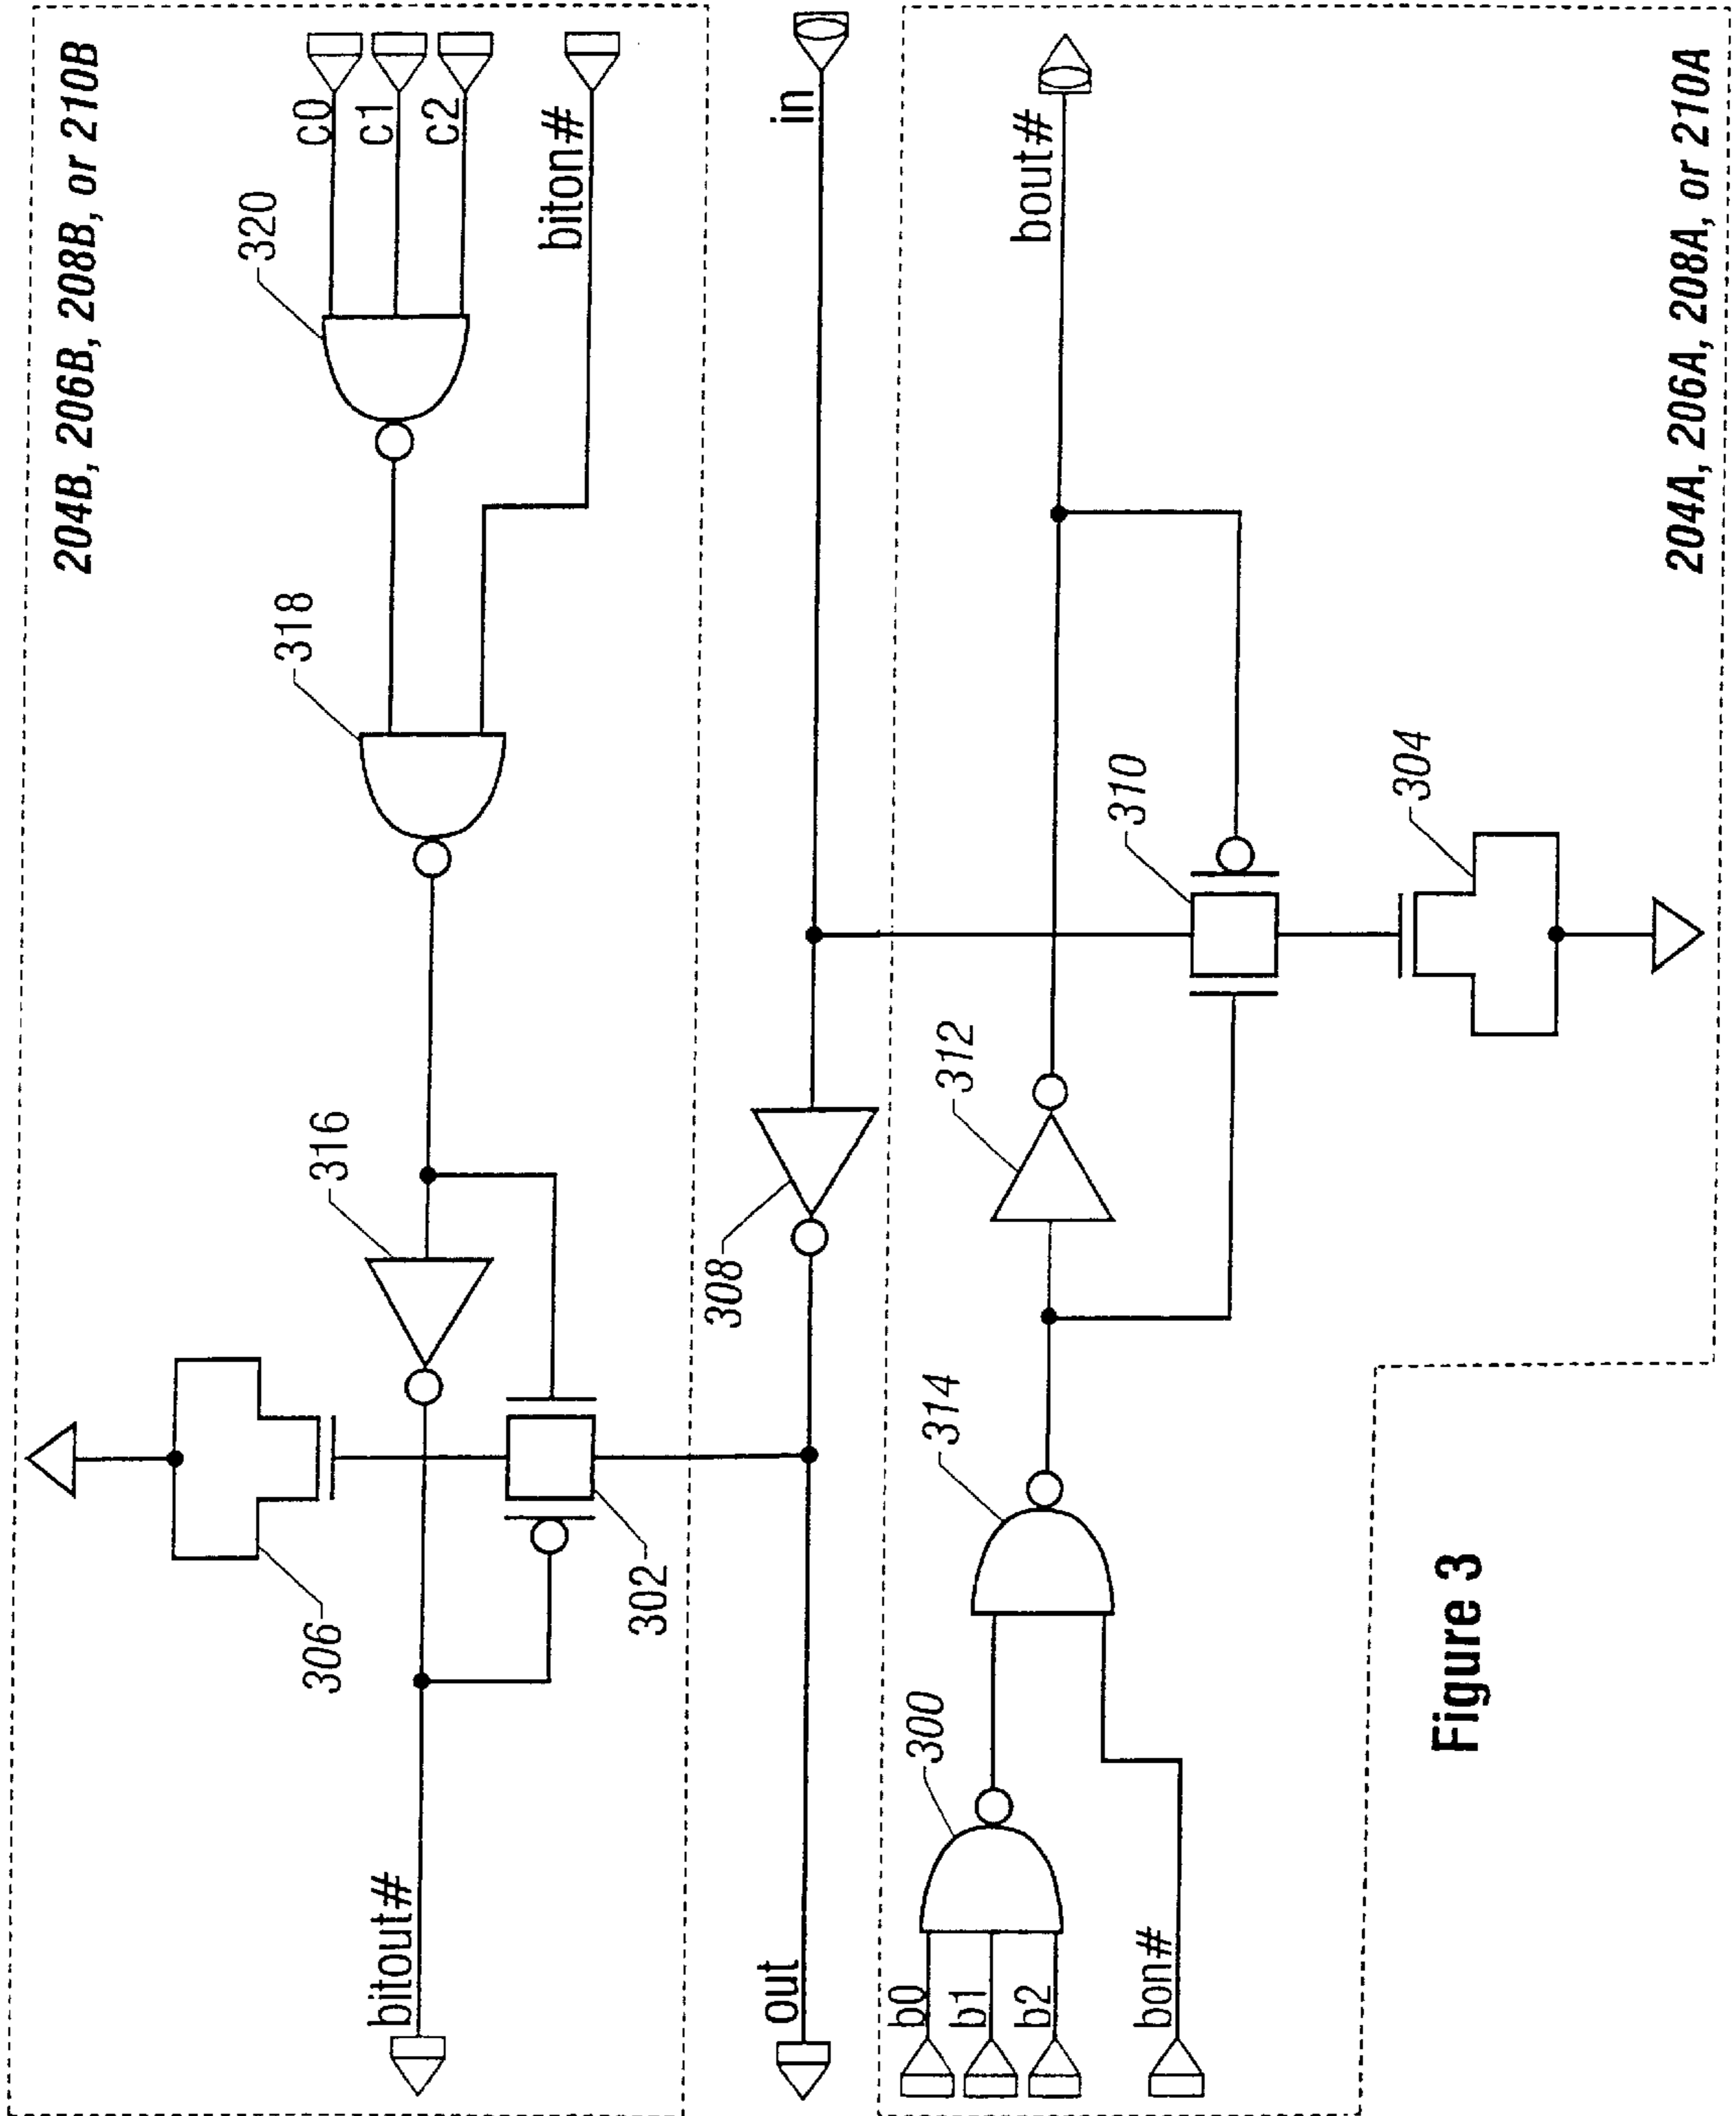 204B, 206B, 208B, or 210B
c0
c1
c2
biton#
320
318
316
306
302
bitout#
in
308
out
bout#
310
304
312
314
300
b0
b1
b2
bon#
204A, 206A, 208A, or 210A
Figure 3